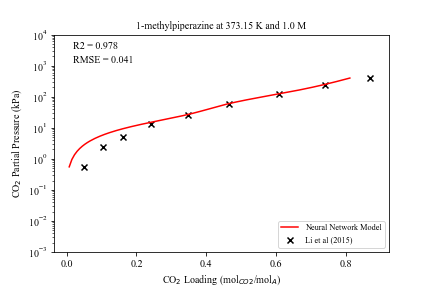 1-methylpiperazine at 373.15 K and 1.0 M
R2 = 0.978
RMSE = 0.041
CO₂ Partial Pressure (kPa)
10⁴
10³
10²
10¹
10⁰
10⁻¹
10⁻²
10⁻³
0.0 0.2 0.4 0.6 0.8
CO₂ Loading (mol_CO2/mol_A)
Neural Network Model
Li et al (2015)